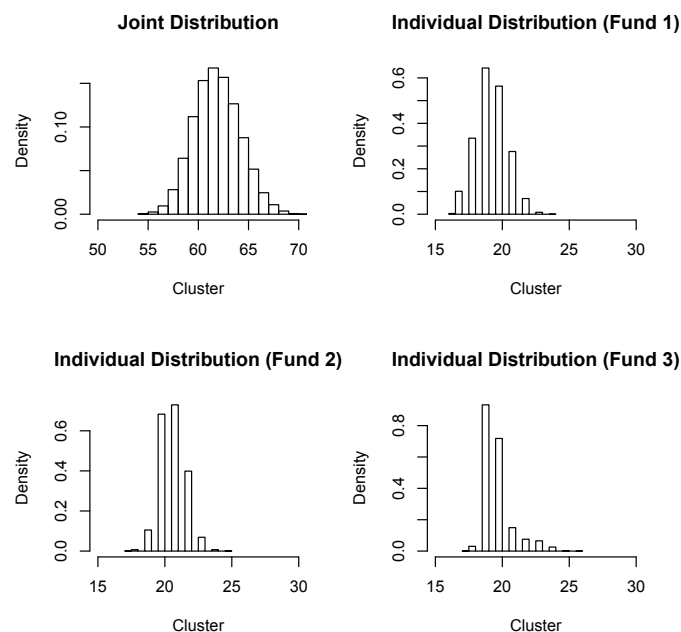 Joint Distribution
Density
0.00
0.10
50
55
60
65
70
Cluster
Individual Distribution (Fund 1)
Density
0.0
0.2
0.4
0.6
15
20
25
30
Cluster
Individual Distribution (Fund 2)
Density
0.0
0.2
0.4
0.6
15
20
25
30
Cluster
Individual Distribution (Fund 3)
Density
0.0
0.4
0.8
15
20
25
30
Cluster